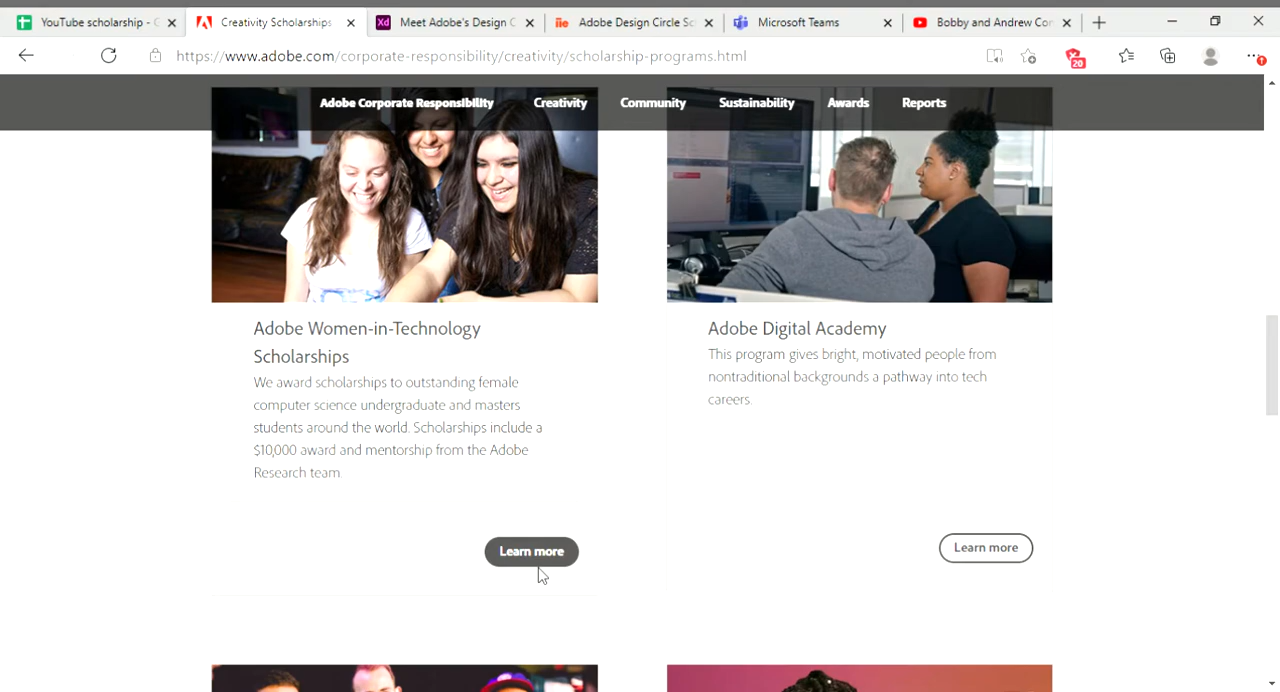 YouTube scholarship - G
Creativity Scholarships
Meet Adobe's Design C
Adobe Design Circle Sc
Microsoft Teams
Bobby and Andrew Con
https://www.adobe.com/corporate-responsibility/creativity/scholarship-programs.html
20
Adobe Corporate Responsibility
Creativity
Community
Sustainability
Awards
Reports
Adobe Women-in-Technology
Scholarships
We award scholarships to outstanding female
computer science undergraduate and masters
students around the world. Scholarships include a
$10,000 award and mentorship from the Adobe
Research team.
Learn more
Adobe Digital Academy
This program gives bright, motivated people from
nontraditional backgrounds a pathway into tech
careers.
Learn more